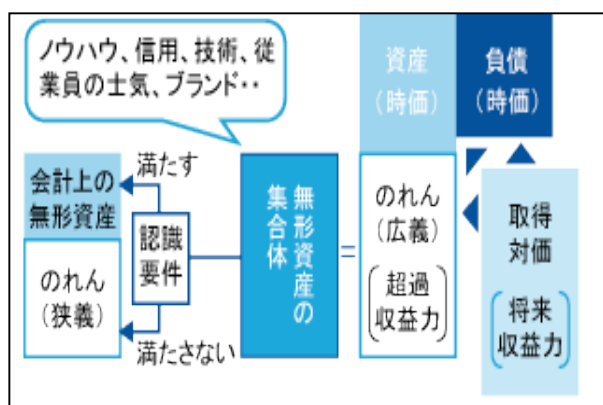 ノウハウ、信用、技術、従
業員の士気、ブランド‥
資産
（時価）
負債
（時価）
会計上の
無形資産
満たす
認識
要件
満たさない
のれん
（狭義）
無形資産の
集合体
=
のれん
（広義）
超過
収益力
取得
対価
将来
収益力